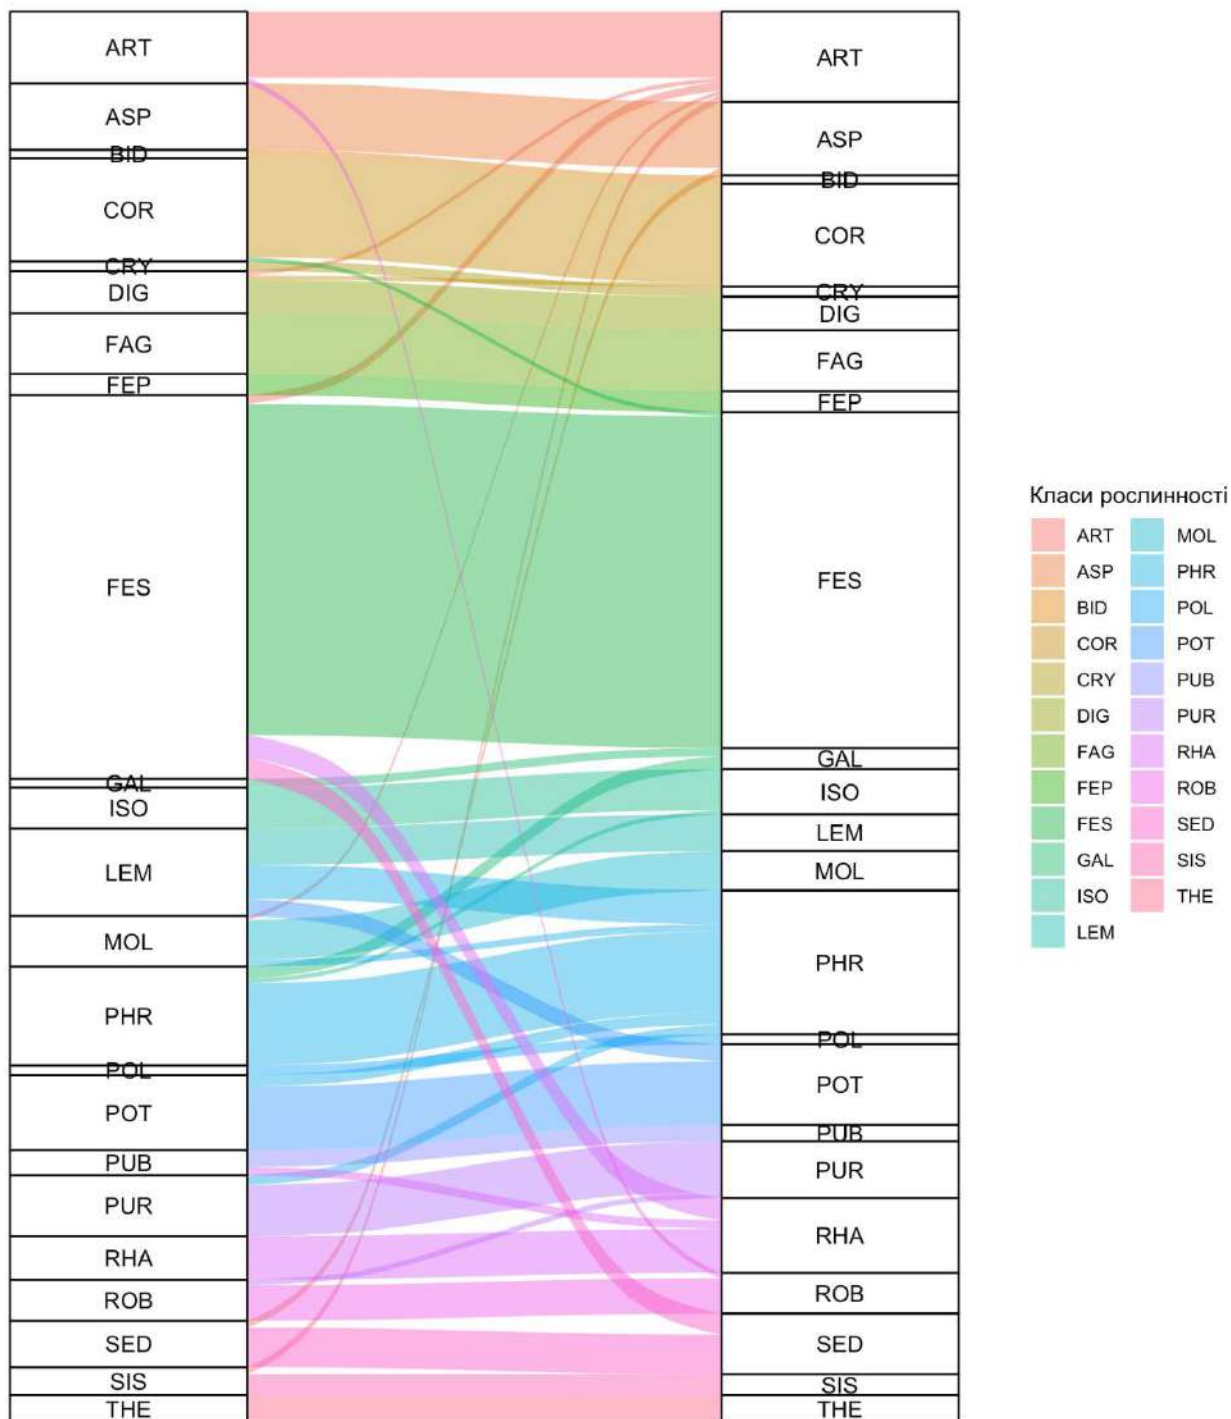 ART
ASP
BID
COR
CRY
DIG
FAG
FEP
FES
GAL
ISO
LEM
MOL
PHR
POL
POT
PUB
PUR
RHA
ROB
SED
SIS
THE
ART
ASP
BID
COR
CRY
DIG
FAG
FEP
FES
GAL
ISO
LEM
MOL
PHR
POL
POT
PUB
PUR
RHA
ROB
SED
SIS
THE
Класи рослинності
ART
ASP
BID
COR
CRY
DIG
FAG
FEP
FES
GAL
ISO
LEM
MOL
PHR
POL
POT
PUB
PUR
RHA
ROB
SED
SIS
THE